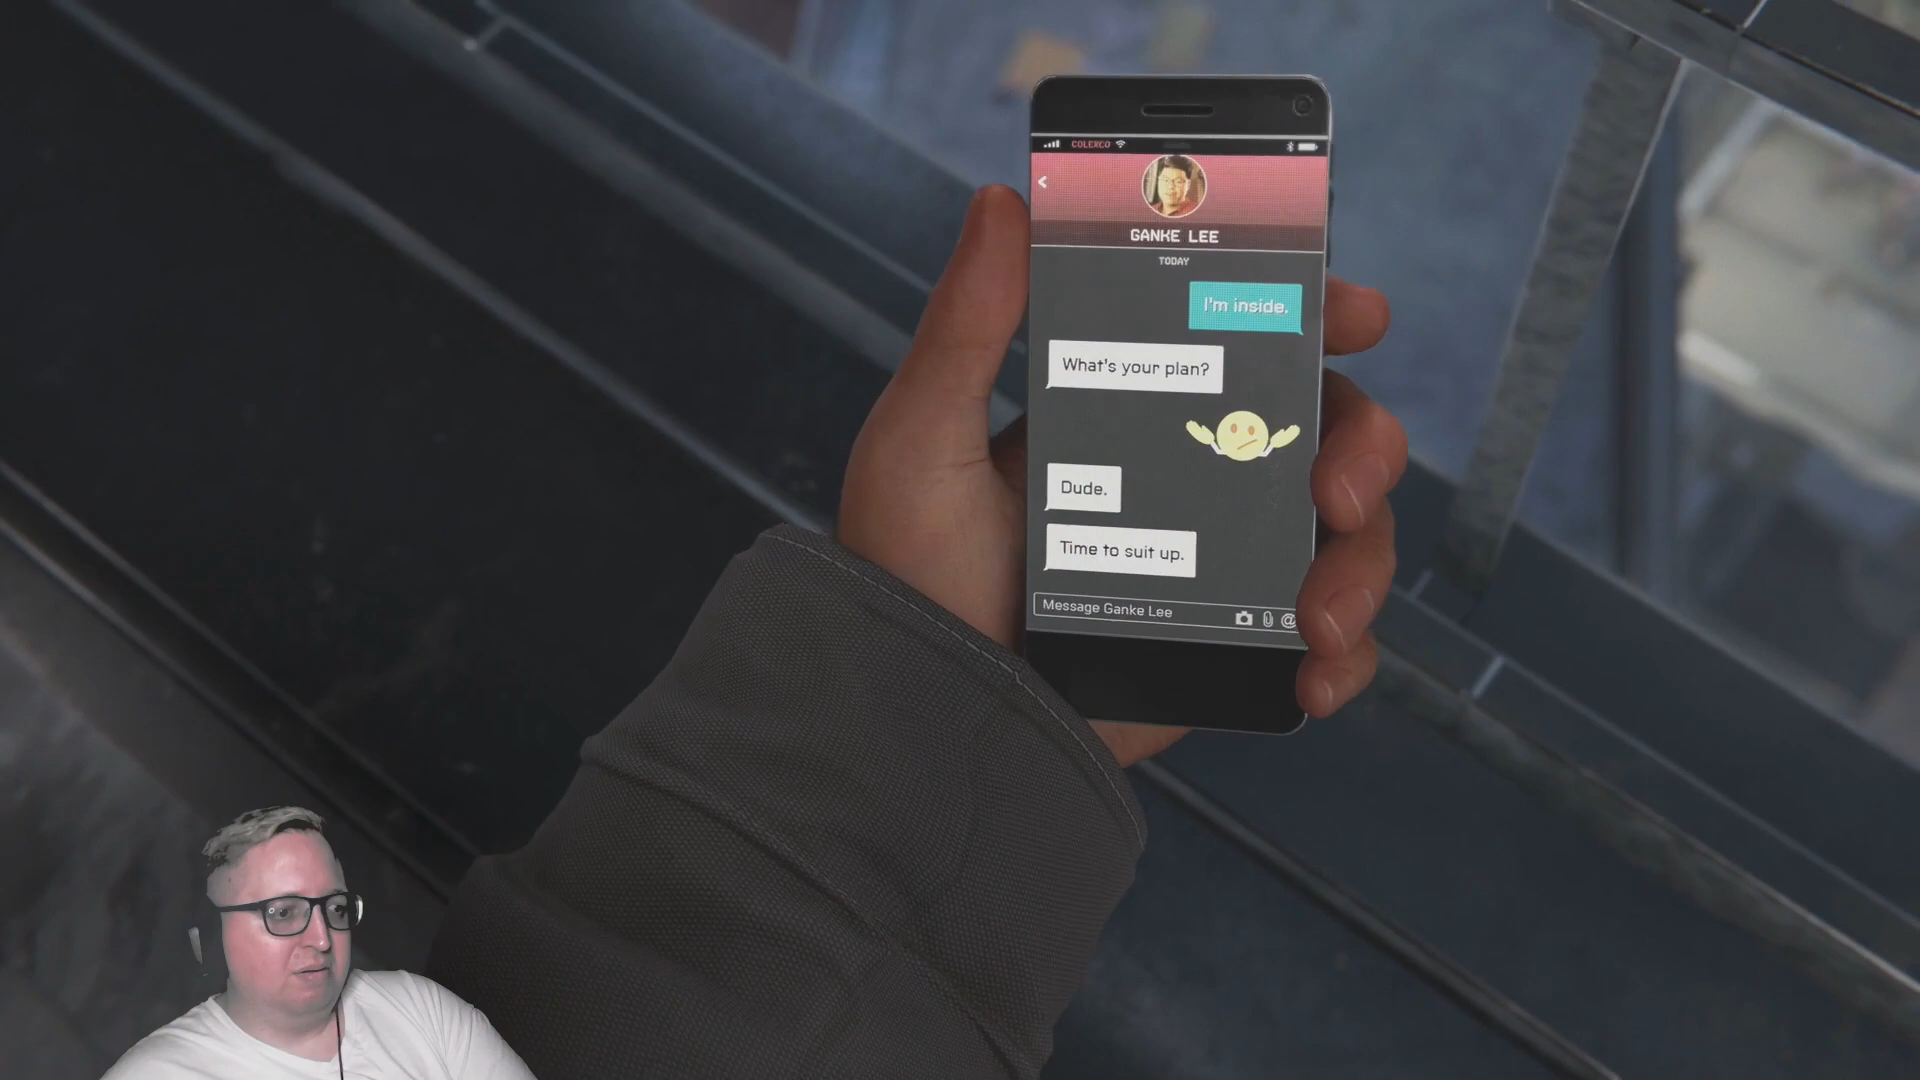 COLEXCO
GANKE LEE
TODAY
I'm inside.
What's your plan?
Dude.
Time to suit up.
Message Ganke Lee
@